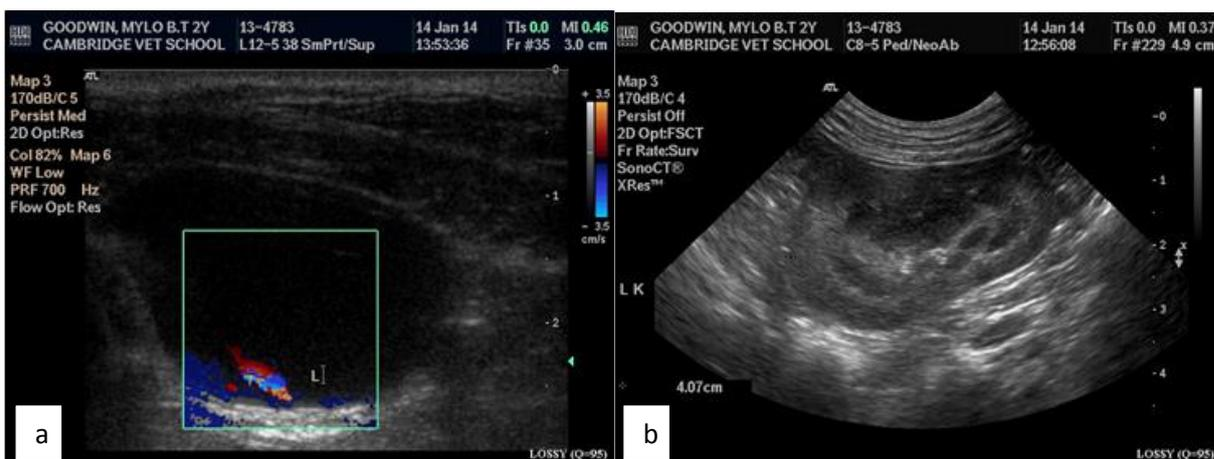 GOODWIN, MYLO B.T 2Y 13-4783 14 Jan 14 TIs 0.0 MI 0.46
CAMBRIDGE VET SCHOOL L12-5 38 SmPrt/Sup 13:53:36 Fr #35 3.0 cm
Map 3
170dB/C 5
Persist Med
2D Opt:Res
Col 82% Map 6
WF Low
PRF 700 Hz
Flow Opt: Res
ATL
0
1
2
+ 3.5
- 3.5
cm/s
L
LOSSY (Q=95)
a
GOODWIN, MYLO B.T 2Y 13-4783 14 Jan 14 TIs 0.0 MI 0.37
CAMBRIDGE VET SCHOOL C8-5 Ped/NeoAb 12:56:08 Fr #229 4.9 cm
Map 3
170dB/C 4
Persist Off
2D Opt:FSCT
Fr Rate:Surv
SonoCT®
XRes™
ATL
0
1
2
3
4
x
L K
4.07cm
LOSSY (Q=95)
b